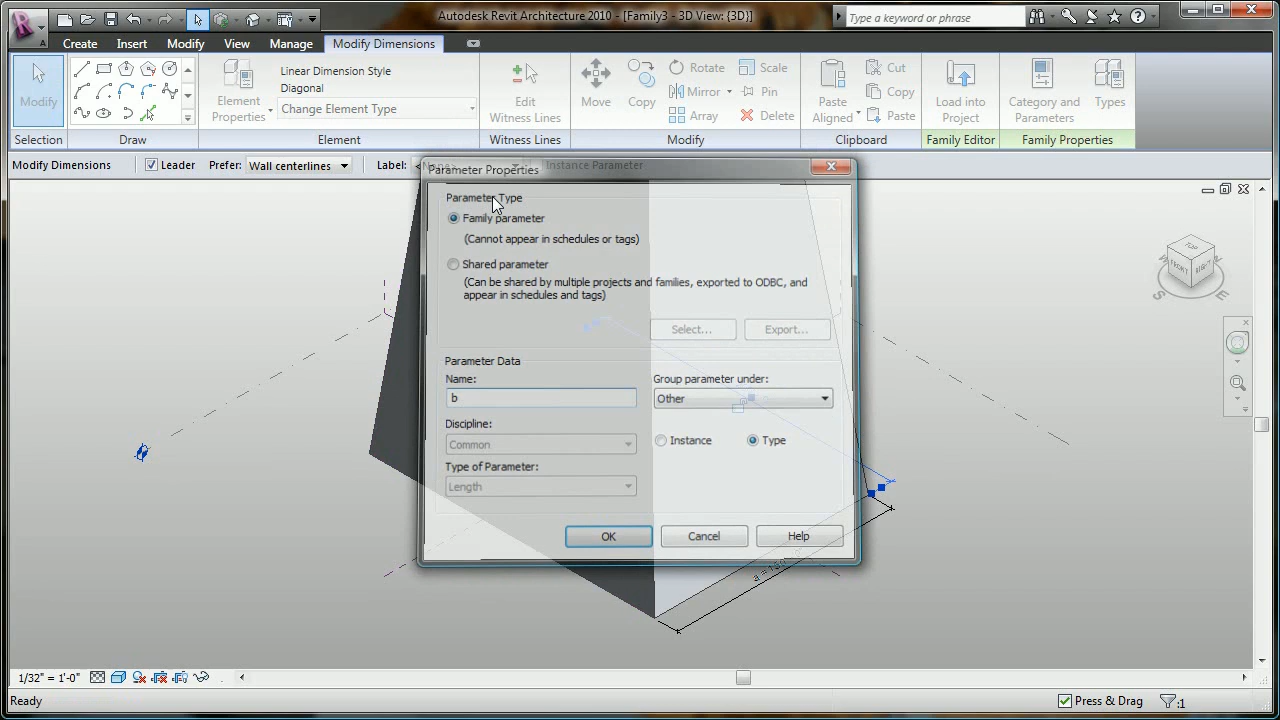 Autodesk Revit Architecture 2010 - [Family3 - 3D View: {3D}]
Type a keyword or phrase
Create Insert Modify View Manage Modify Dimensions
Modify
Element
Properties
Linear Dimension Style
Diagonal
Change Element Type
Edit
Witness Lines
Move
Copy
Rotate
Mirror
Array
Scale
Pin
Delete
Paste
Aligned
Cut
Copy
Paste
Load into
Project
Category and
Parameters
Types
Selection Draw Element Witness Lines Modify Clipboard Family Editor Family Properties
Modify Dimensions Leader Prefer: Wall centerlines Label: Instance Parameter
Parameter Properties
Parameter Type
Family parameter
(Cannot appear in schedules or tags)
Shared parameter
(Can be shared by multiple projects and families, exported to ODBC, and
appear in schedules and tags)
Select... Export...
Parameter Data
Name:
b
Group parameter under:
Other
Discipline:
Common
Instance Type
Type of Parameter:
Length
OK Cancel Help
TOP
FRONT
RIGHT
S E
1/32" = 1'-0"
Ready
Press & Drag
:1